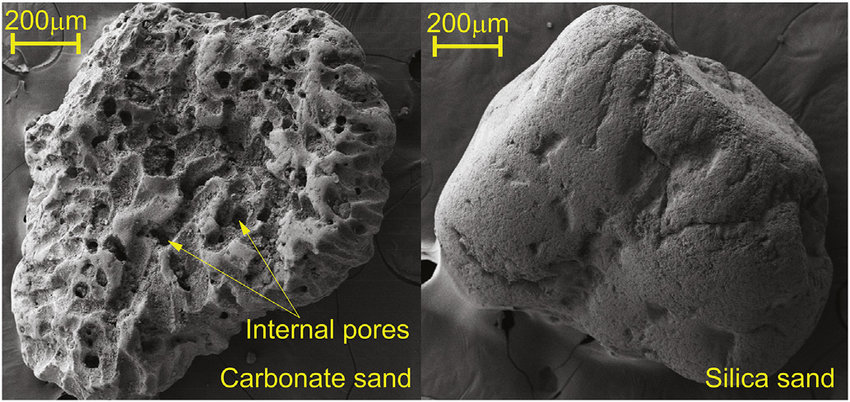 200µm
Internal pores
Carbonate sand
200µm
Silica sand